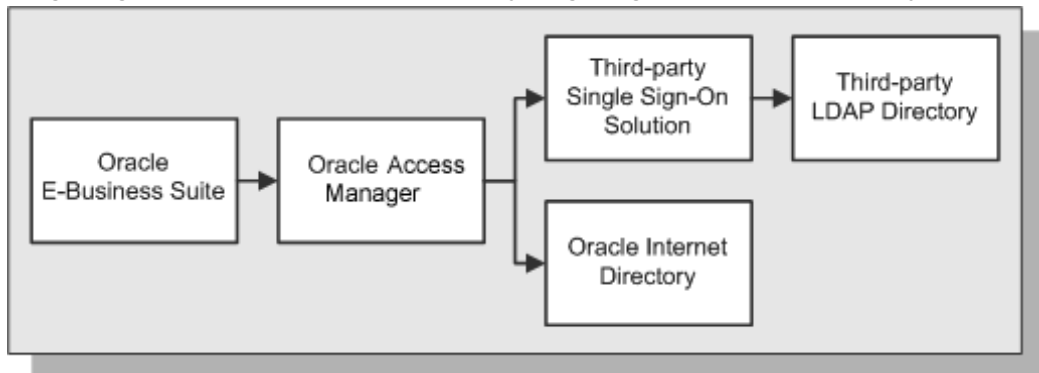 Third-party
Single Sign-On
Solution
Third-party
LDAP Directory
Oracle
E-Business Suite
Oracle Access
Manager
Oracle Internet
Directory